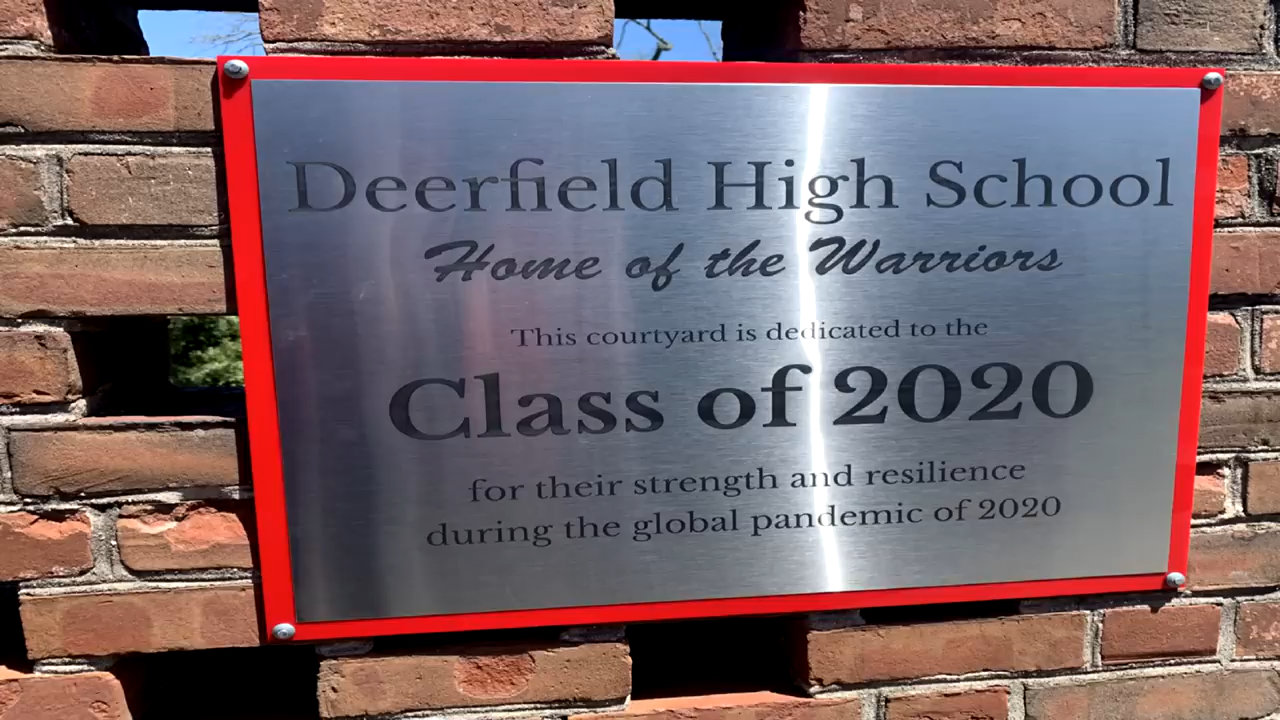 Deerfield High School
Home of the Warriors
This courtyard is dedicated to the
Class of 2020
for their strength and resilience
during the global pandemic of 2020